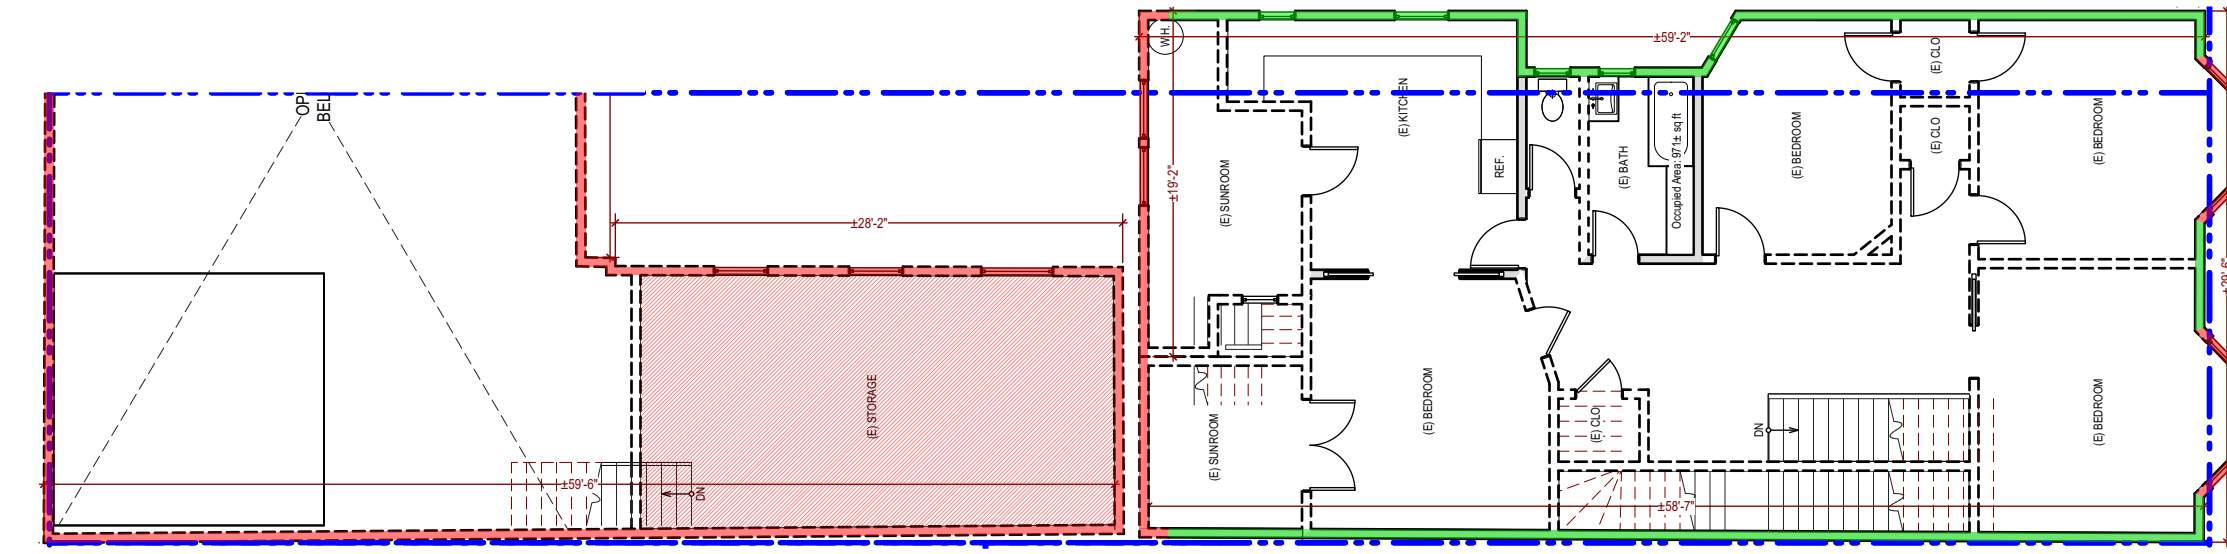 OP
BEL
±28'-2"
±59'-6"
DN
(E) STORAGE
W.H.
±59'-2"
±19'-2"
(E) SUNROOM
(E) SUNROOM
(E) KITCHEN
REF.
(E) BATH
Occupied Area: 971± sq ft
(E) BEDROOM
(E) CLO
(E) CLO
(E) BEDROOM
(E) BEDROOM
(E) CLO
DN
(E) BEDROOM
±58'-7"